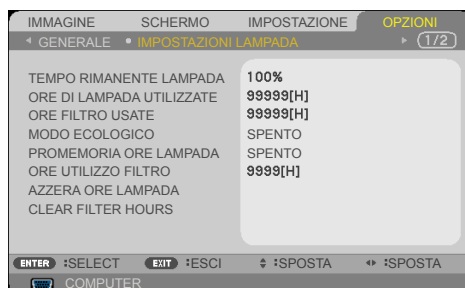 IMMAGINE SCHERMO IMPOSTAZIONE OPZIONI
GENERALE • IMPOSTAZIONI LAMPADA (1/2)
TEMPO RIMANENTE LAMPADA 100%
ORE DI LAMPADA UTILIZZATE 99999[H]
ORE FILTRO USATE 99999[H]
MODO ECOLOGICO SPENTO
PROMEMORIA ORE LAMPADA SPENTO
ORE UTILIZZO FILTRO 9999[H]
AZZERA ORE LAMPADA
CLEAR FILTER HOURS
ENTER :SELECT EXIT :ESCI :SPOSTA :SPOSTA
COMPUTER